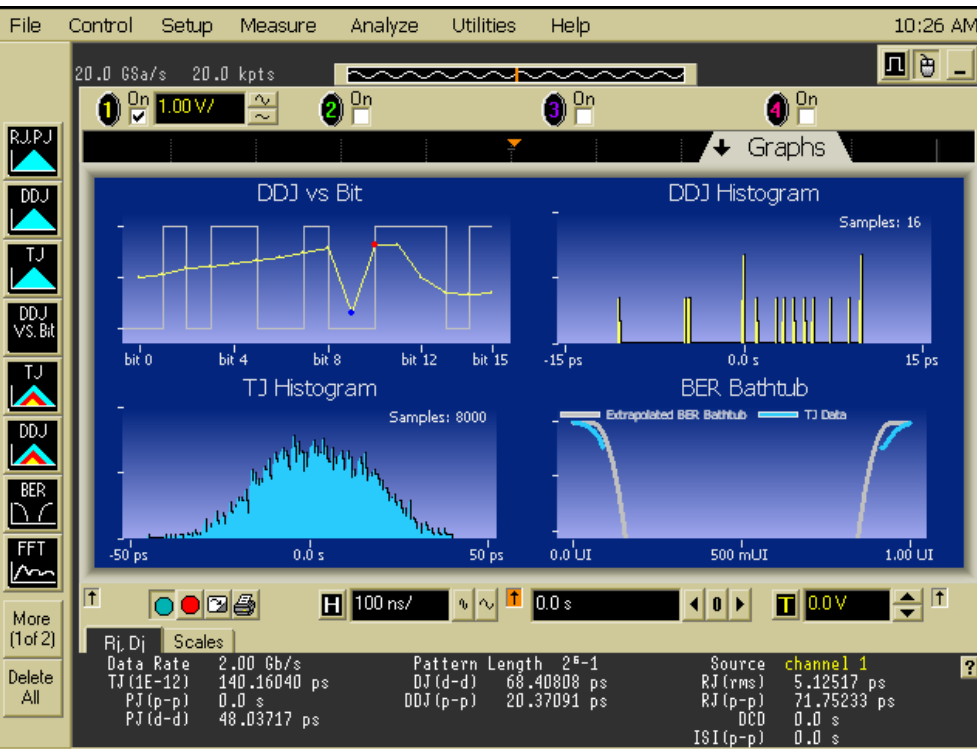 File Control Setup Measure Analyze Utilities Help 10:26 AM
20.0 GSa/s 20.0 kpts
1 On 1.00 V/ 2 On 3 On 4 On
Graphs
RJ,PJ
DDJ
TJ
DDJ
VS. Bit
TJ
DDJ
BER
FFT
More
(1of 2)
Delete
All
DDJ vs Bit
bit 0 bit 4 bit 8 bit 12 bit 15
DDJ Histogram
Samples: 16
-15 ps 0.0 s 15 ps
TJ Histogram
Samples: 8000
-50 ps 0.0 s 50 ps
BER Bathtub
Extrapolated BER Bathtub TJ Data
0.0 UI 500 mUI 1.00 UI
H 100 ns/ 0.0 s 0 T 0.0 V
Rj, Dj Scales
Data Rate 2.00 Gb/s Pattern Length Source channel 1
TJ(1E-12) 140.16040 ps DJ(d-d) 68.40808 ps RJ(rms) 5.12517 ps
PJ(p-p) 0.0 s DDJ(p-p) 20.37091 ps RJ(p-p) 71.75233 ps
PJ(d-d) 48.03717 ps DCD 0.0 s
ISI(p-p) 0.0 s
?